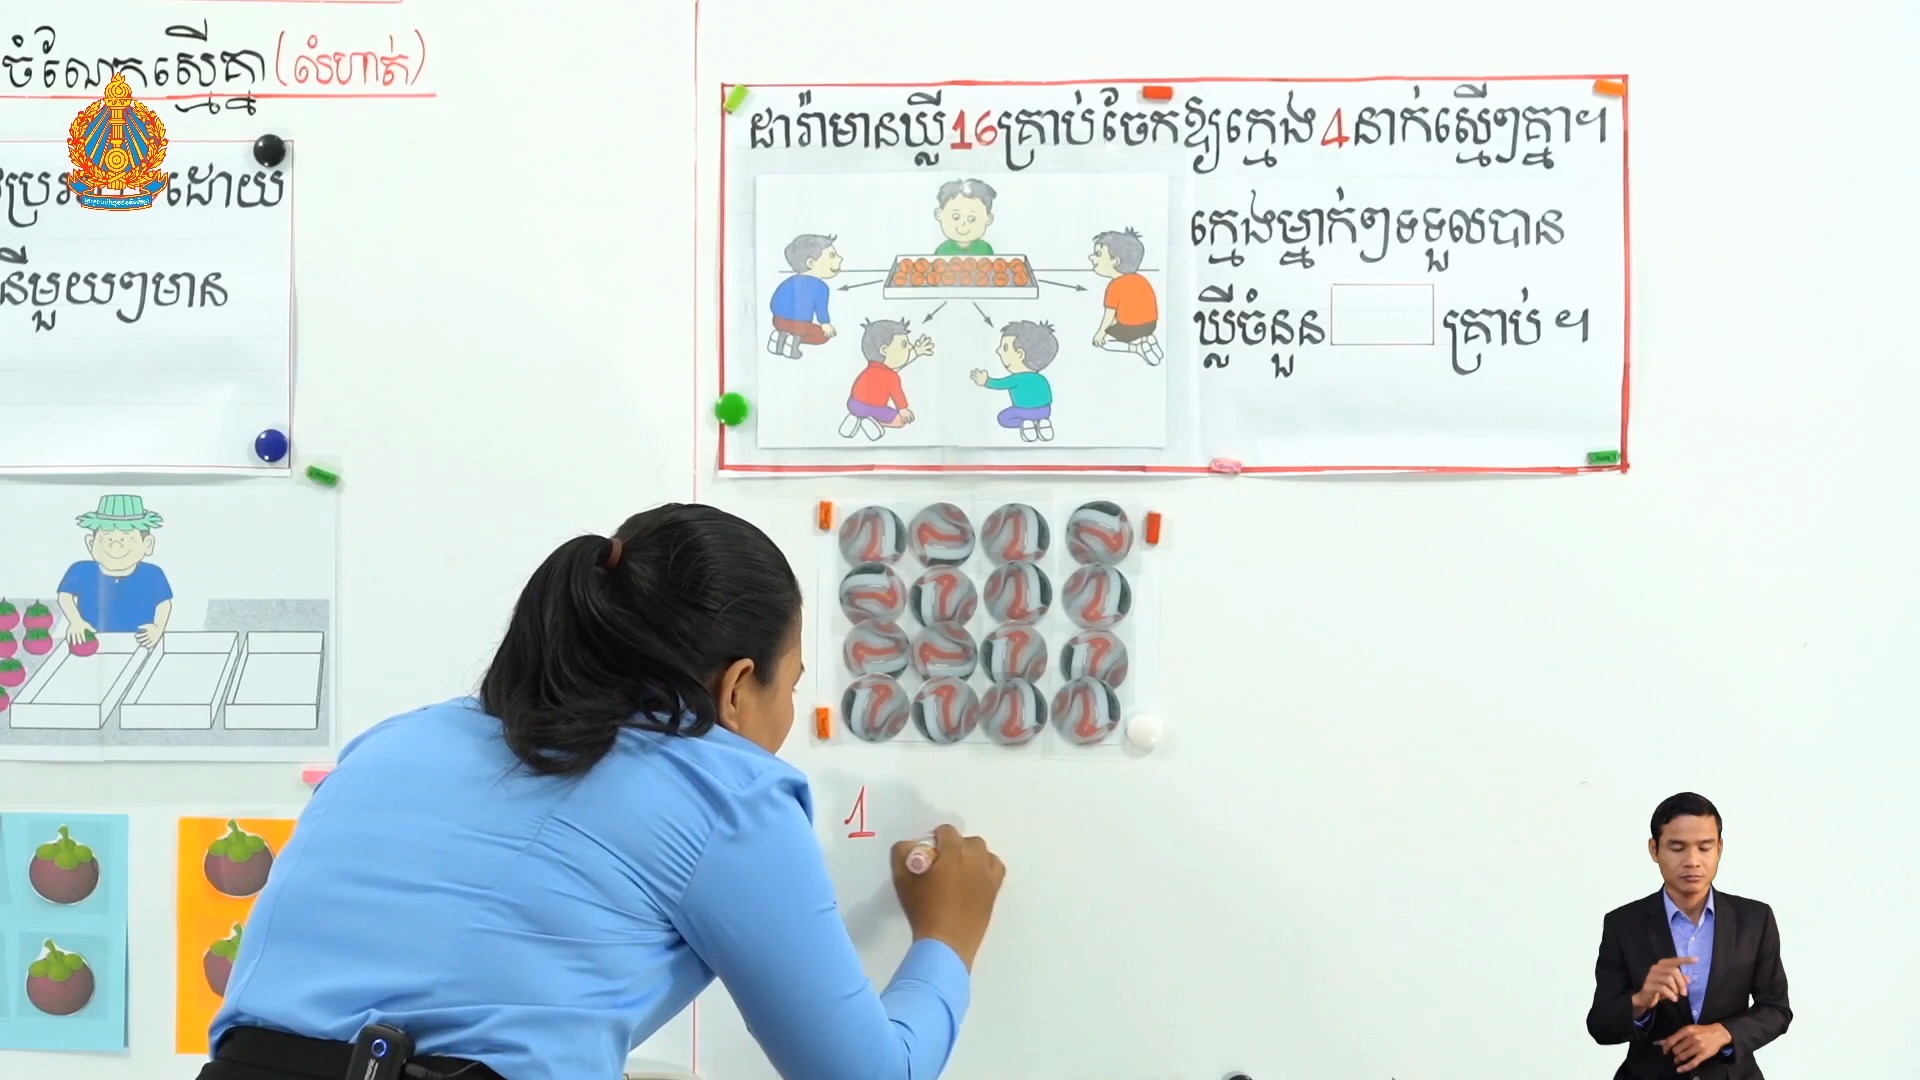 ចំណែកស្មើគ្នា (លំហាត់)
ដោយ
នីមួយៗមាន
ដារ៉ាមានឃ្លី 16 គ្រាប់ចែកឱ្យក្មេង 4 នាក់ស្មើៗគ្នា។
ក្មេងម្នាក់ៗទទួលបាន
ឃ្លីចំនួន គ្រាប់ ។
1